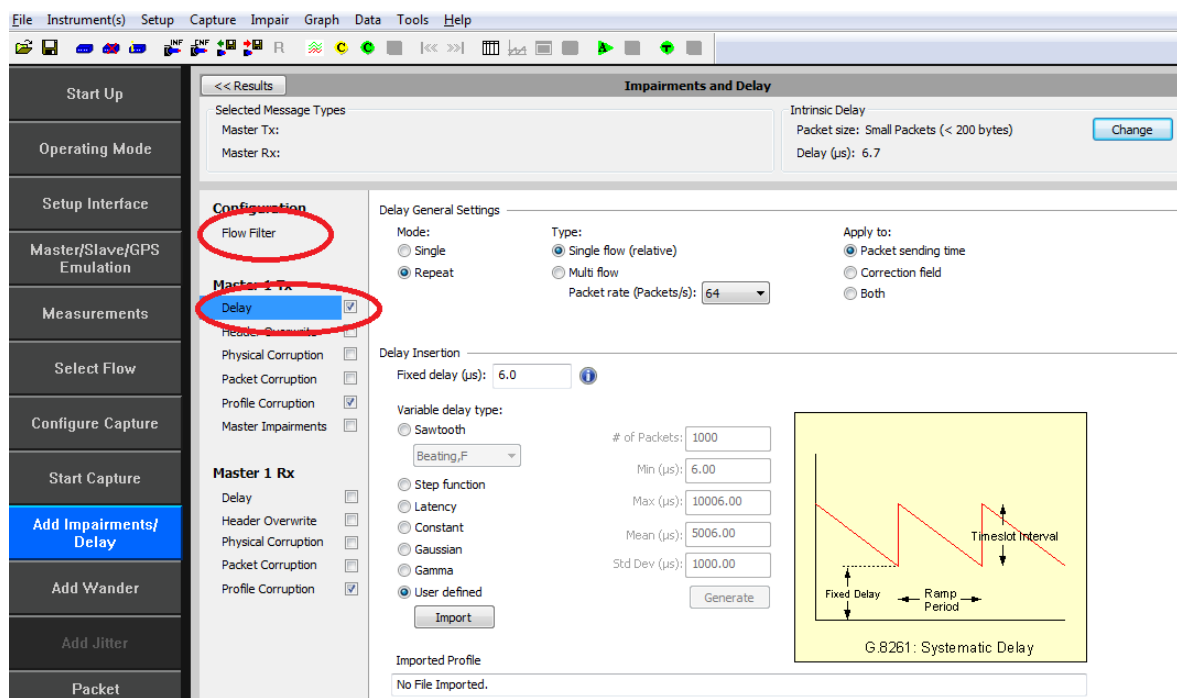 File Instrument(s) Setup Capture Impair Graph Data Tools Help
INF INF R C C A T
Start Up
Operating Mode
Setup Interface
Master/Slave/GPS
Emulation
Measurements
Select Flow
Configure Capture
Start Capture
Add Impairments/
Delay
Add Wander
Add Jitter
Packet
<< Results
Impairments and Delay
Selected Message Types
Master Tx:
Master Rx:
Intrinsic Delay
Packet size: Small Packets (< 200 bytes)
Delay (µs): 6.7
Change
Configuration
Flow Filter
Master 1 Tx
Delay
Header Overwrite
Physical Corruption
Packet Corruption
Profile Corruption
Master Impairments
Master 1 Rx
Delay
Header Overwrite
Physical Corruption
Packet Corruption
Profile Corruption
Delay General Settings
Mode:
Single
Repeat
Type:
Single flow (relative)
Multi flow
Packet rate (Packets/s): 64
Apply to:
Packet sending time
Correction field
Both
Delay Insertion
Fixed delay (µs): 6.0
Variable delay type:
Sawtooth
Beating,F
Step function
Latency
Constant
Gaussian
Gamma
User defined
Import
# of Packets: 1000
Min (µs): 6.00
Max (µs): 10006.00
Mean (µs): 5006.00
Std Dev (µs): 1000.00
Generate
Timeslot Interval
Fixed Delay
Ramp
Period
G.8261: Systematic Delay
Imported Profile
No File Imported.